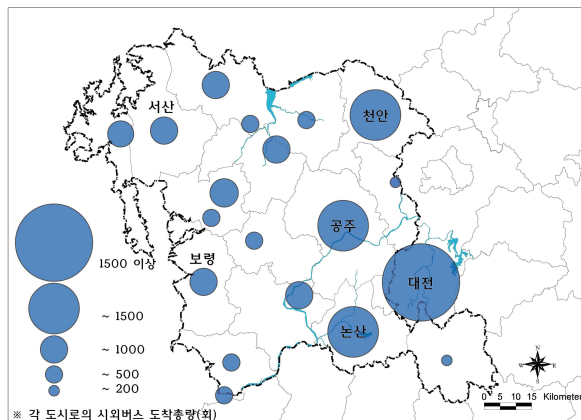 서산
천안
공주
보령
대전
논산
1500 이상
~ 1500
~ 1000
~ 500
~ 200
N
W E
S
0 5 10 15 Kilometers
※ 각 도시로의 시외버스 도착총량(회)